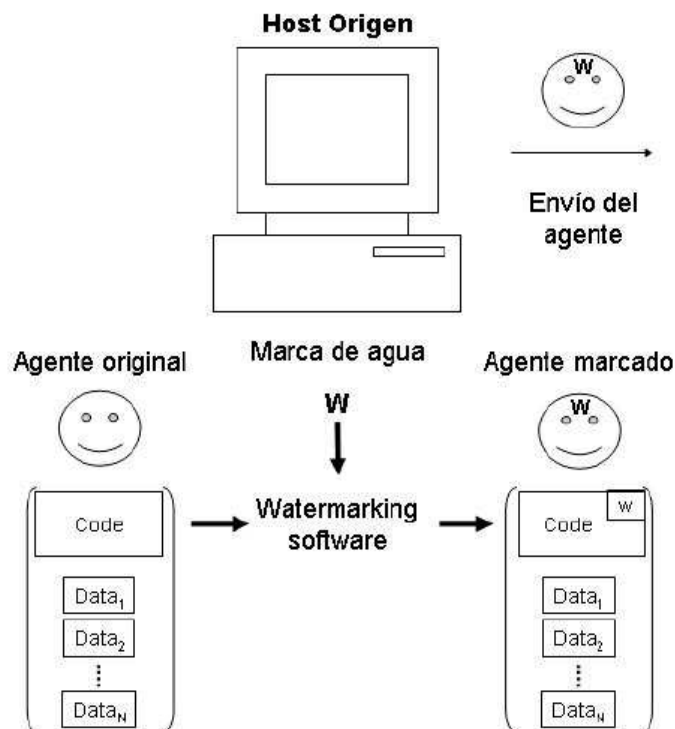 Host Origen
W
Envío del
agente
Agente original
Marca de agua
Agente marcado
W
W
Code
Watermarking
software
Code
W
Data1
Data2
DataN
Data1
Data2
DataN